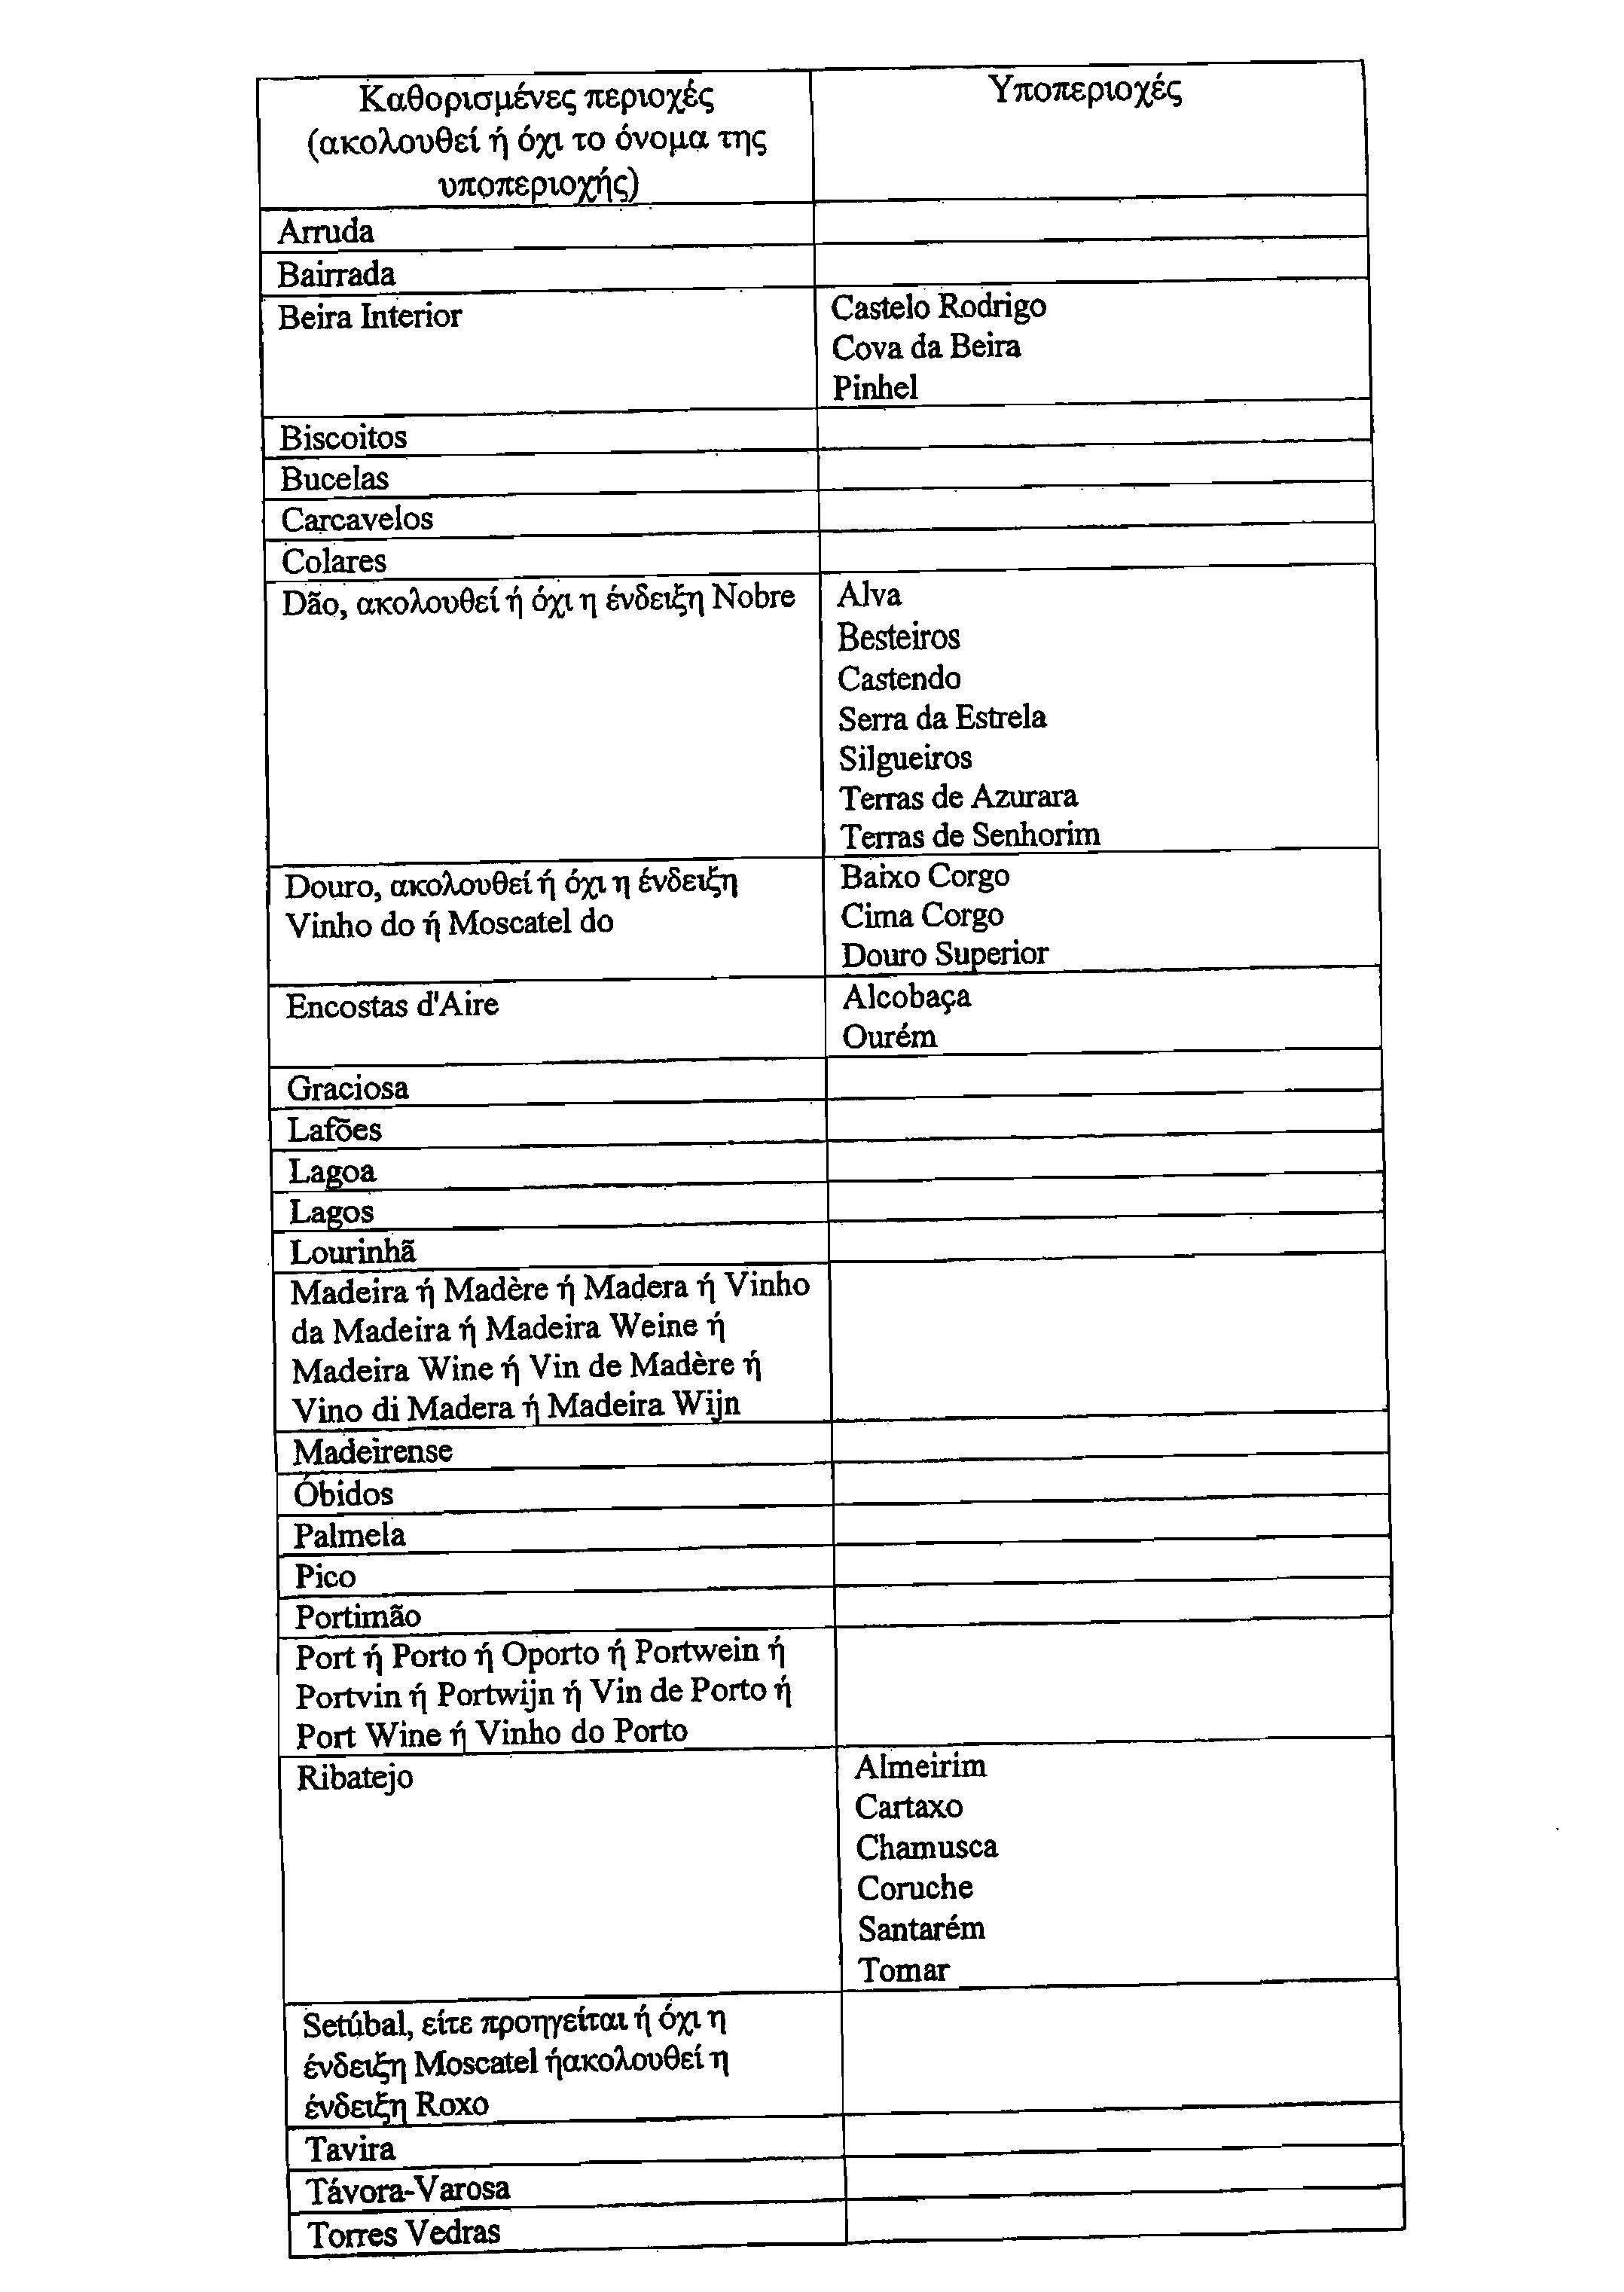 Καθορισμένες περιοχές
(ακολουθεί ή όχι το όνομα της
υποπεριοχής)
Υποπεριοχές
Arruda
Bairrada
Beira Interior
Castelo Rodrigo
Cova da Beira
Pinhel
Biscoitos
Bucelas
Carcavelos
Colares
Dão, ακολουθεί ή όχι η ένδειξη Nobre
Alva
Besteiros
Castendo
Serra da Estrela
Silgueiros
Terras de Azurara
Terras de Senhorim
Douro, ακολουθεί ή όχι η ένδειξη
Vinho do ή Moscatel do
Baixo Corgo
Cima Corgo
Douro Superior
Encostas d'Aire
Alcobaça
Ourém
Graciosa
Lafões
Lagoa
Lagos
Lourinhã
Madeira ή Madère ή Madera ή Vinho
da Madeira ή Madeira Weine ή
Madeira Wine ή Vin de Madère ή
Vino di Madera ή Madeira Wijn
Madeirense
Óbidos
Palmela
Pico
Portimão
Port ή Porto ή Oporto ή Portwein ή
Portvin ή Portwijn ή Vin de Porto ή
Port Wine ή Vinho do Porto
Ribatejo
Almeirim
Cartaxo
Chamusca
Coruche
Santarém
Tomar
Setúbal, είτε προηγείται ή όχι η
ένδειξη Moscatel ήακολουθεί η
ένδειξη Roxo
Tavira
Távora-Varosa
Torres Vedras